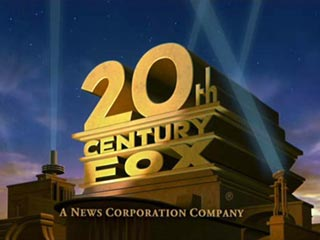 20th
CENTURY
FOX
®
A NEWS CORPORATION COMPANY